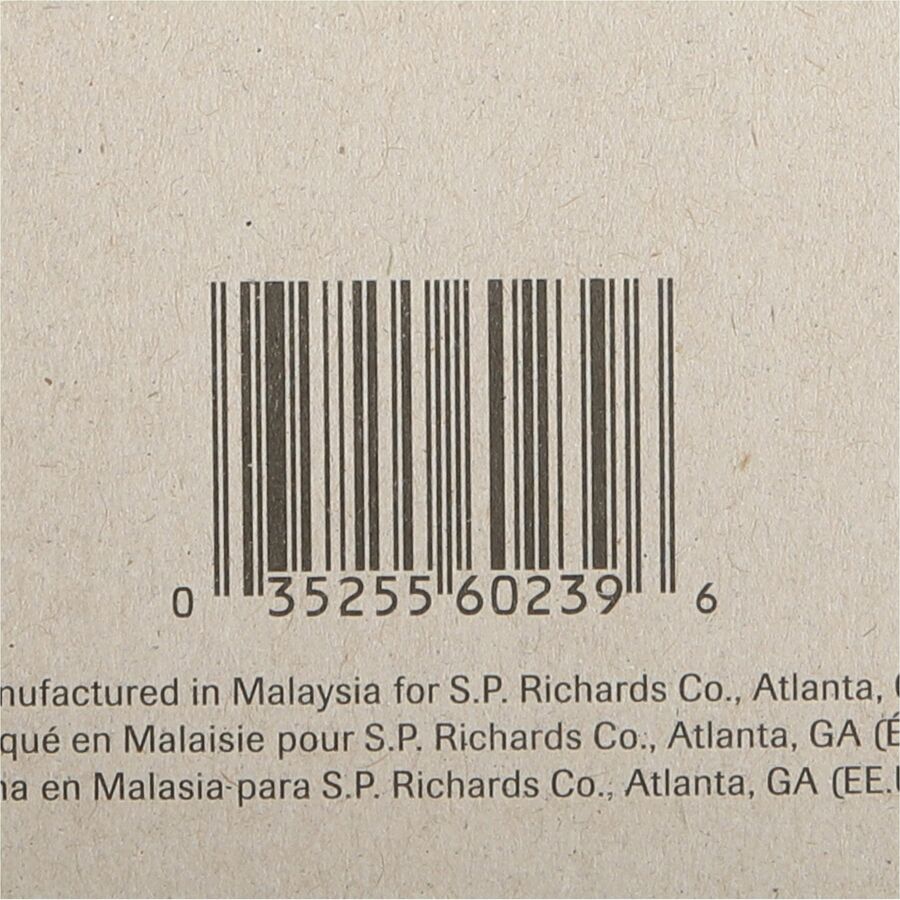 0 35255 60239 6
nufactured in Malaysia for S.P. Richards Co., Atlanta,
qué en Malaisie pour S.P. Richards Co., Atlanta, GA (É
na en Malasia para S.P. Richards Co., Atlanta, GA (EE.U